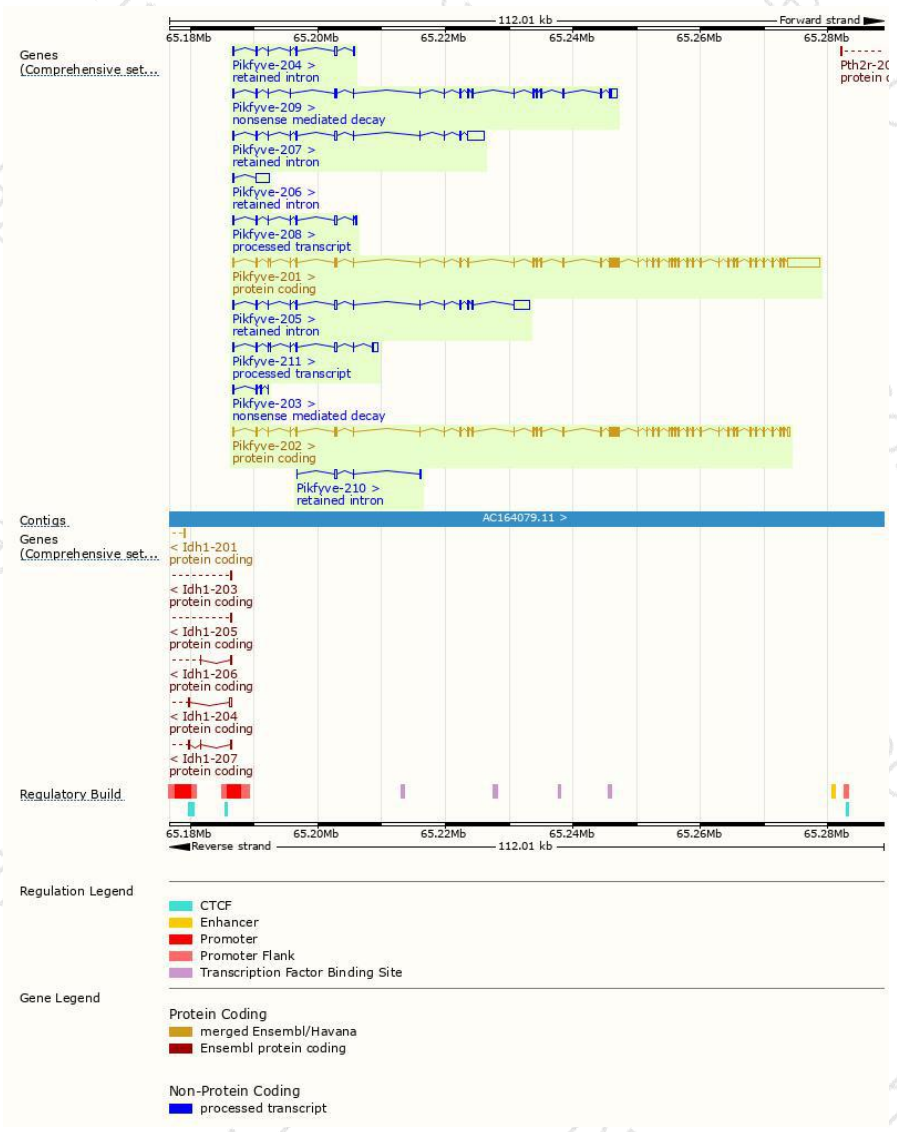 112.01 kb Forward strand
65.18Mb 65.20Mb 65.22Mb 65.24Mb 65.26Mb 65.28Mb
Genes
(Comprehensive set...
Pikfyve-204 >
retained intron
Pth2r-20
protein c
Pikfyve-209 >
nonsense mediated decay
Pikfyve-207 >
retained intron
Pikfyve-206 >
retained intron
Pikfyve-208 >
processed transcript
Pikfyve-201 >
protein coding
Pikfyve-205 >
retained intron
Pikfyve-211 >
processed transcript
Pikfyve-203 >
nonsense mediated decay
Pikfyve-202 >
protein coding
Pikfyve-210 >
retained intron
Contigs
AC164079.11 >
Genes
(Comprehensive set...
< Idh1-201
protein coding
< Idh1-203
protein coding
< Idh1-205
protein coding
< Idh1-206
protein coding
< Idh1-204
protein coding
< Idh1-207
protein coding
Regulatory Build
65.18Mb 65.20Mb 65.22Mb 65.24Mb 65.26Mb 65.28Mb
Reverse strand 112.01 kb
Regulation Legend
CTCF
Enhancer
Promoter
Promoter Flank
Transcription Factor Binding Site
Gene Legend
Protein Coding
merged Ensembl/Havana
Ensembl protein coding
Non-Protein Coding
processed transcript